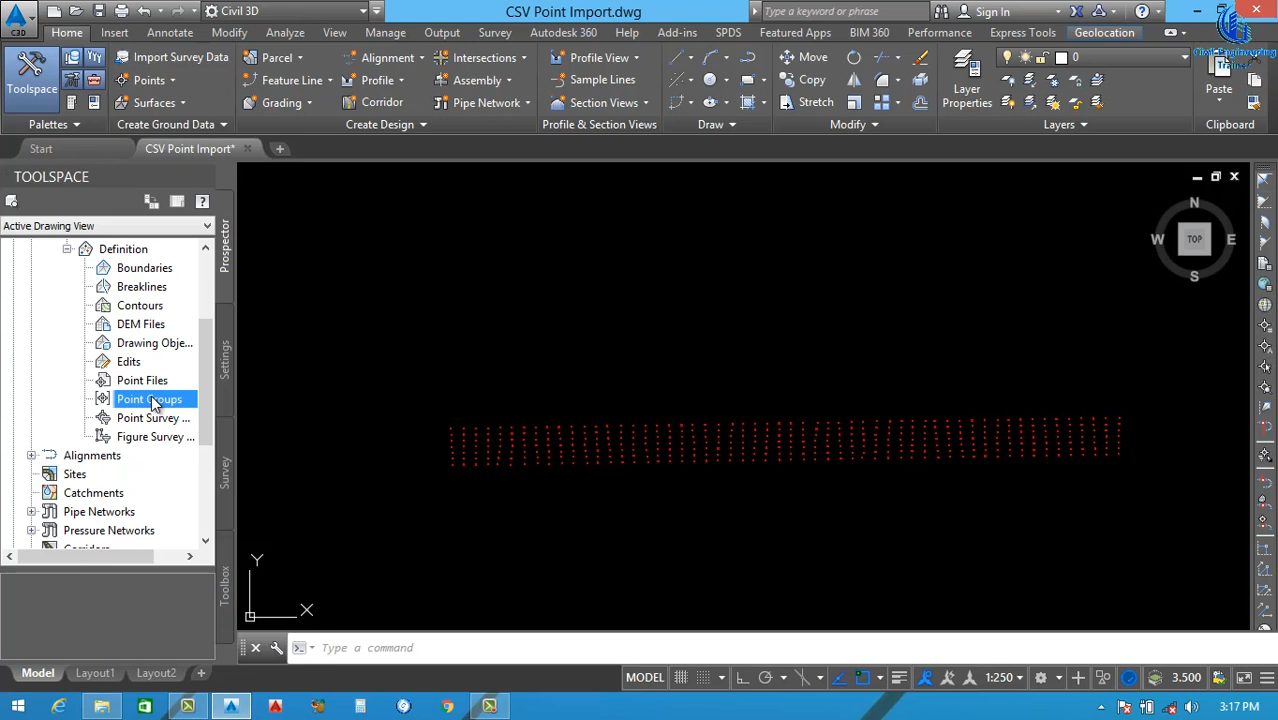 Civil 3D
CSV Point Import.dwg
Type a keyword or phrase
Sign In
Home Insert Annotate Modify Analyze View Manage Output Survey Autodesk 360 Help Add-ins SPDS Featured Apps BIM 360 Performance Express Tools Geolocation
Civil Engineering
Toolspace
Import Survey Data
Points
Surfaces
Parcel
Feature Line
Grading
Alignment
Profile
Corridor
Intersections
Assembly
Pipe Network
Profile View
Sample Lines
Section Views
Move
Copy
Stretch
Layer
Properties
0
Paste
Palettes
Create Ground Data
Create Design
Profile & Section Views
Draw
Modify
Layers
Clipboard
Start
CSV Point Import*
TOOLSPACE
Active Drawing View
Definition
Boundaries
Breaklines
Contours
DEM Files
Drawing Obje...
Edits
Point Files
Point Groups
Point Survey ...
Figure Survey ...
Alignments
Sites
Catchments
Pipe Networks
Pressure Networks
Prospector
Settings
Survey
Toolbox
N
W TOP E
S
Y
X
Type a command
Model Layout1 Layout2
MODEL
1:250
3.500
3:17 PM